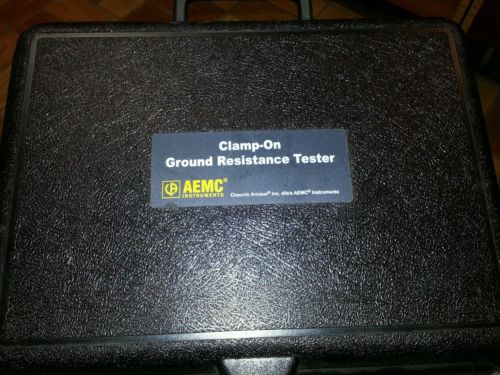 Clamp-On
Ground Resistance Tester
AEMC®
INSTRUMENTS
Chauvin Arnoux® Inc. d/b/a AEMC® Instruments